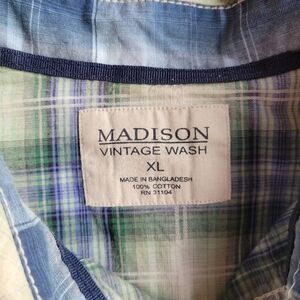 MADISON
VINTAGE WASH
XL
MADE IN BANGLADESH
100% COTTON
RN 31104